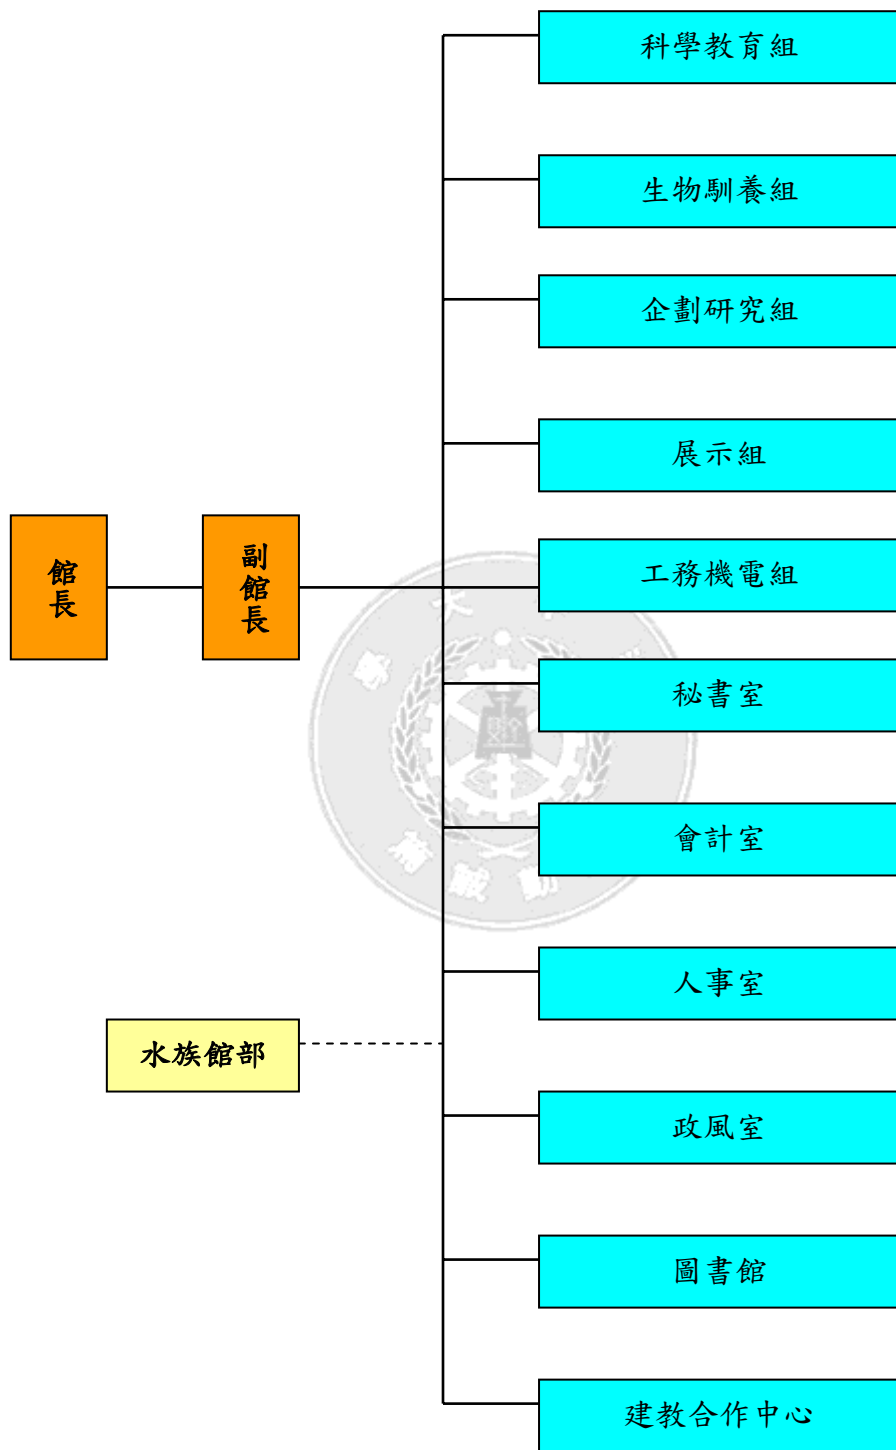 科學教育組
生物馴養組
企劃研究組
展示組
館長
副館長
工務機電組
秘書室
會計室
人事室
水族館部
政風室
圖書館
建教合作中心